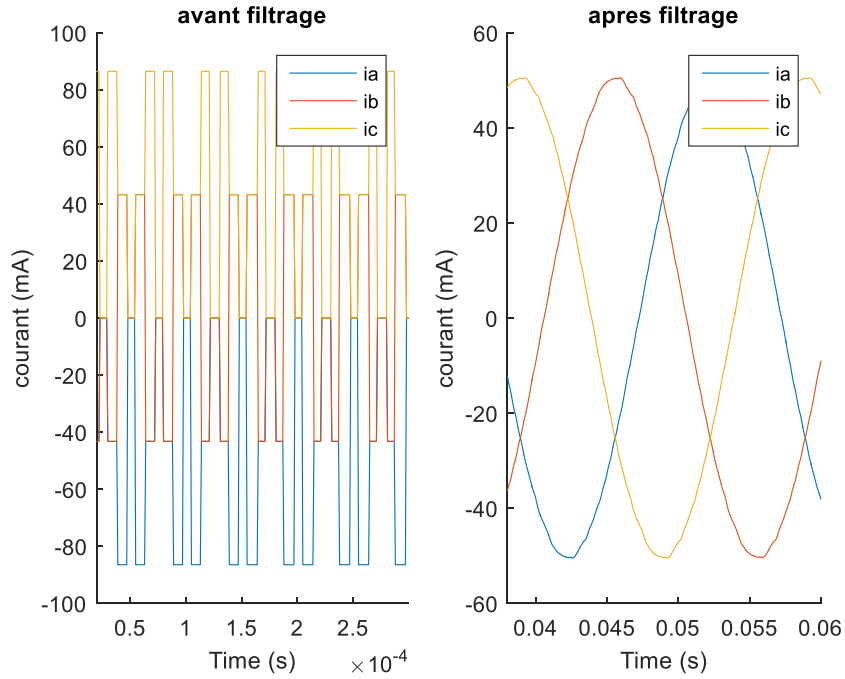 avant filtrage
100
80
60
40
20
0
-20
-40
-60
-80
-100
courant (mA)
ia
ib
ic
0.5 1 1.5 2 2.5
Time (s)
×10-4
apres filtrage
60
40
20
0
-20
-40
-60
courant (mA)
ia
ib
ic
0.04 0.045 0.05 0.055 0.06
Time (s)